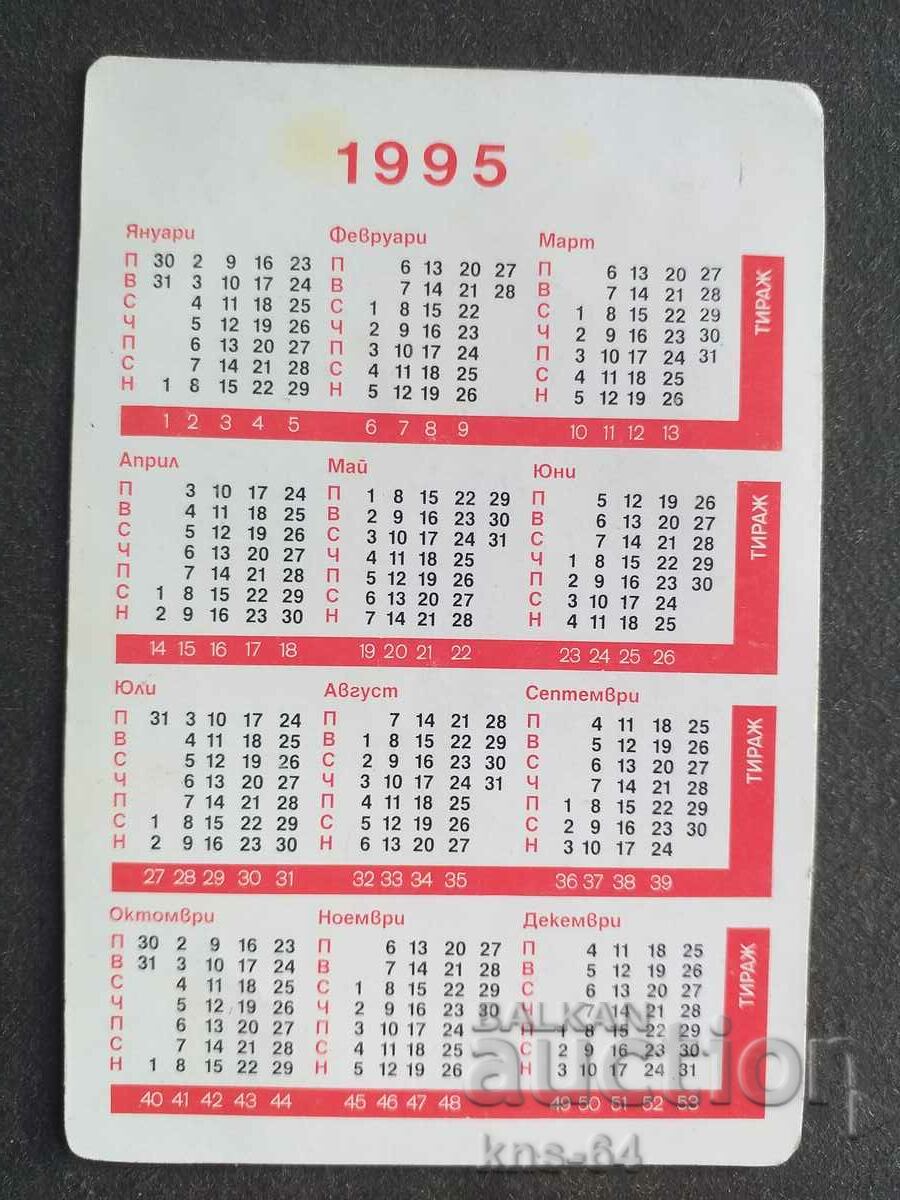 1995
Януари Февруари Март
П 30 2 9 16 23 П 6 13 20 27 П 6 13 20 27
В 31 3 10 17 24 В 7 14 21 28 В 7 14 21 28
С 4 11 18 25 С 1 8 15 22 С 1 8 15 22 29
Ч 5 12 19 26 Ч 2 9 16 23 Ч 2 9 16 23 30
П 6 13 20 27 П 3 10 17 24 П 3 10 17 24 31
С 7 14 21 28 С 4 11 18 25 С 4 11 18 25
Н 1 8 15 22 29 Н 5 12 19 26 Н 5 12 19 26
ТИРАЖ
1 2 3 4 5 6 7 8 9 10 11 12 13
Април Май Юни
П 3 10 17 24 П 1 8 15 22 29 П 5 12 19 26
В 4 11 18 25 В 2 9 16 23 30 В 6 13 20 27
С 5 12 19 26 С 3 10 17 24 31 С 7 14 21 28
Ч 6 13 20 27 Ч 4 11 18 25 Ч 1 8 15 22 29
П 7 14 21 28 П 5 12 19 26 П 2 9 16 23 30
С 1 8 15 22 29 С 6 13 20 27 С 3 10 17 24
Н 2 9 16 23 30 Н 7 14 21 28 Н 4 11 18 25
ТИРАЖ
14 15 16 17 18 19 20 21 22 23 24 25 26
Юли Август Септември
П 31 3 10 17 24 П 7 14 21 28 П 4 11 18 25
В 4 11 18 25 В 1 8 15 22 29 В 5 12 19 26
С 5 12 19 26 С 2 9 16 23 30 С 6 13 20 27
Ч 6 13 20 27 Ч 3 10 17 24 31 Ч 7 14 21 28
П 7 14 21 28 П 4 11 18 25 П 1 8 15 22 29
С 1 8 15 22 29 С 5 12 19 26 С 2 9 16 23 30
Н 2 9 16 23 30 Н 6 13 20 27 Н 3 10 17 24
ТИРАЖ
27 28 29 30 31 32 33 34 35 36 37 38 39
Октомври Ноември Декември
П 30 2 9 16 23 П 6 13 20 27 П 4 11 18 25
В 31 3 10 17 24 В 7 14 21 28 В 5 12 19 26
С 4 11 18 25 С 1 8 15 22 29 С 6 13 20 27
Ч 5 12 19 26 Ч 2 9 16 23 30 Ч 7 14 21 28
П 6 13 20 27 П 3 10 17 24 П 1 8 15 22 29
С 7 14 21 28 С 4 11 18 25 С 2 9 16 23 30
Н 1 8 15 22 29 Н 5 12 19 26 Н 3 10 17 24 31
ТИРАЖ
40 41 42 43 44 45 46 47 48 49 50 51 52 53
BALKAN
auction
kns-64